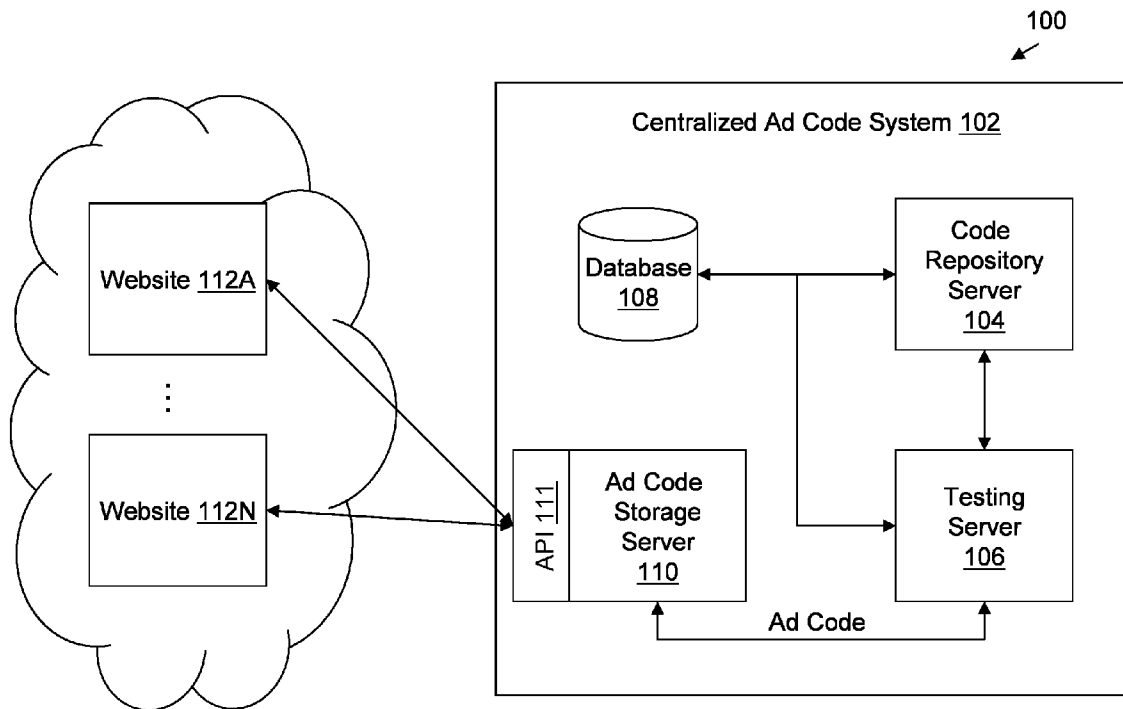 100
Centralized Ad Code System 102
Website 112A
⋮
Website 112N
Database
108
Code
Repository
Server
104
API 111
Ad Code
Storage
Server
110
Testing
Server
106
Ad Code